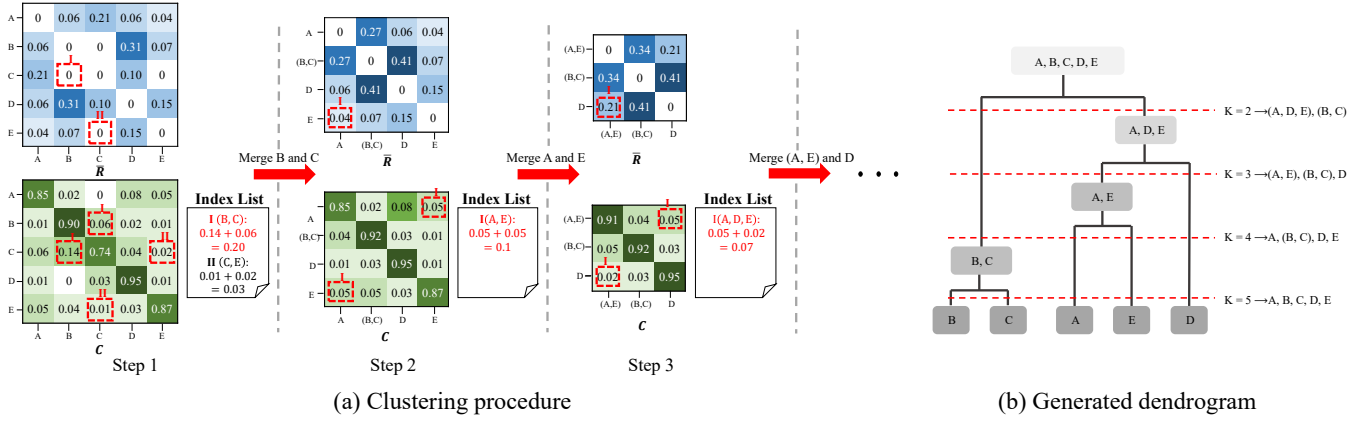 A 0 0.06 0.21 0.06 0.04
B 0.06 0 0 0.31 0.07
I
C 0.21 0 0 0.10 0
D 0.06 0.31 0.10 0 0.15
II
E 0.04 0.07 0 0.15 0
A B C D E
R̅
A 0.85 0.02 0 0.08 0.05
I
B 0.01 0.90 0.06 0.02 0.01
I II
C 0.06 0.14 0.74 0.04 0.02
D 0.01 0 0.03 0.95 0.01
II
E 0.05 0.04 0.01 0.03 0.87
A B C D E
C
Step 1
Index List
I (B, C):
0.14 + 0.06
= 0.20
II (C, E):
0.01 + 0.02
= 0.03
Merge B and C
A 0 0.27 0.06 0.04
(B,C) 0.27 0 0.41 0.07
D 0.06 0.41 0 0.15
I
E 0.04 0.07 0.15 0
A (B,C) D E
R̅
I
A 0.85 0.02 0.08 0.05
(B,C) 0.04 0.92 0.03 0.01
D 0.01 0.03 0.95 0.01
I
E 0.05 0.05 0.03 0.87
A (B,C) D E
C
Step 2
Index List
I(A, E):
0.05 + 0.05
= 0.1
Merge A and E
(A,E) 0 0.34 0.21
(B,C) 0.34 0 0.41
I
D 0.21 0.41 0
(A,E) (B,C) D
R̅
I
(A,E) 0.91 0.04 0.05
(B,C) 0.05 0.92 0.03
I
D 0.02 0.03 0.95
(A,E) (B,C) D
C
Step 3
Index List
I(A, D, E):
0.05 + 0.02
= 0.07
Merge (A, E) and D
• • •
(a) Clustering procedure
A, B, C, D, E
K = 2 →(A, D, E), (B, C)
A, D, E
K = 3 →(A, E), (B, C), D
A, E
K = 4 →A, (B, C), D, E
B, C
K = 5 →A, B, C, D, E
B C A E D
(b) Generated dendrogram